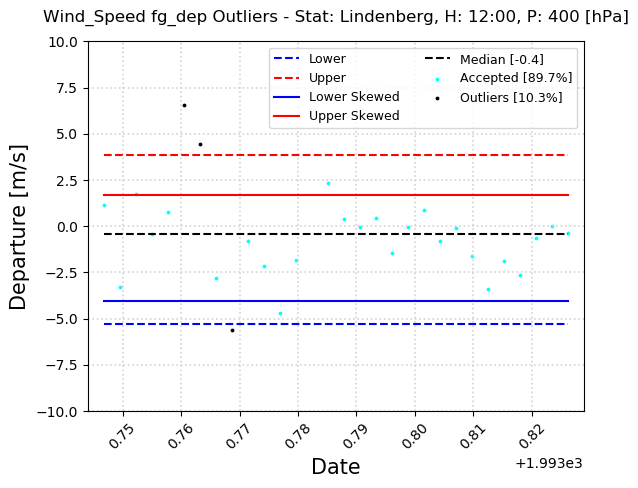 Wind_Speed fg_dep Outliers - Stat: Lindenberg, H: 12:00, P: 400 [hPa]
Lower
Upper
Lower Skewed
Upper Skewed
Median [-0.4]
Accepted [89.7%]
Outliers [10.3%]
Departure [m/s]
10.0
7.5
5.0
2.5
0.0
−2.5
−5.0
−7.5
−10.0
0.75
0.76
0.77
0.78
0.79
0.80
0.81
0.82
+1.993e3
Date